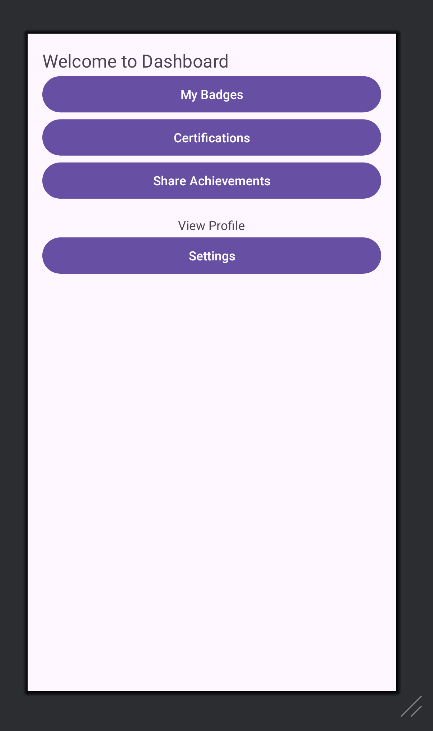 Welcome to Dashboard
My Badges
Certifications
Share Achievements
View Profile
Settings